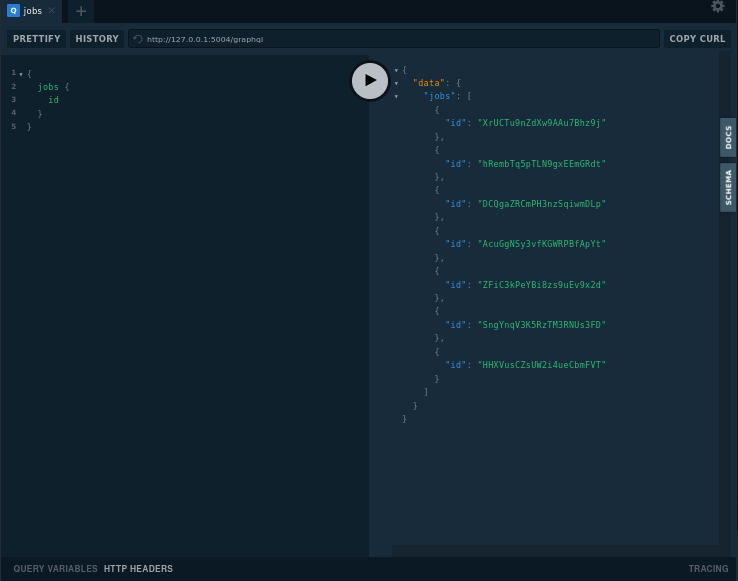 Q jobs × +
PRETTIFY HISTORY http://127.0.0.1:5004/graphql COPY CURL
1 ▾ {
2 jobs {
3 id
4 }
5 }
▾ {
▾ "data": {
▾ "jobs": [
{
"id": "XrUCTu9nZdXw9AAu7Bhz9j"
},
{
"id": "hRembTq5pTLN9gxEEmGRdt"
},
{
"id": "DCQgaZRCmPH3nzSqiwmDLp"
},
{
"id": "AcuGgNSy3vfKGWRPBfApYt"
},
{
"id": "ZFiC3kPeYBi8zs9uEv9x2d"
},
{
"id": "SngYnqV3K5RzTM3RNUs3FD"
},
{
"id": "HHXVusCZsUW2i4ueCbmFVT"
}
]
}
}
DOCS
SCHEMA
QUERY VARIABLES HTTP HEADERS TRACING